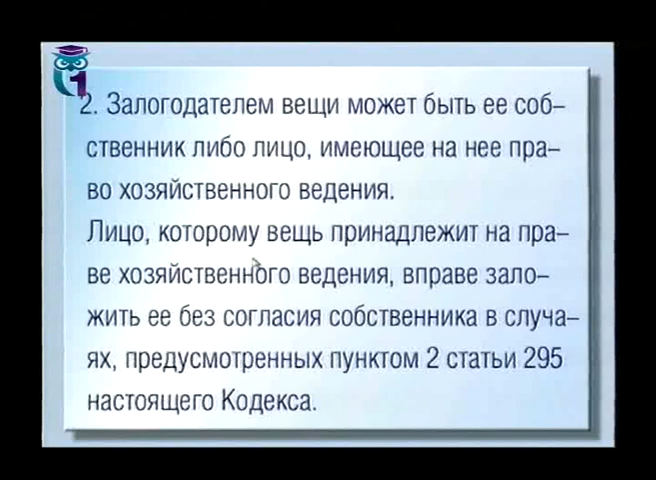 1
2. Залогодателем вещи может быть ее соб–
ственник либо лицо, имеющее на нее пра–
во хозяйственного ведения.
Лицо, которому вещь принадлежит на пра–
ве хозяйственного ведения, вправе зало–
жить ее без согласия собственника в случа–
ях, предусмотренных пунктом 2 статьи 295
настоящего Кодекса.